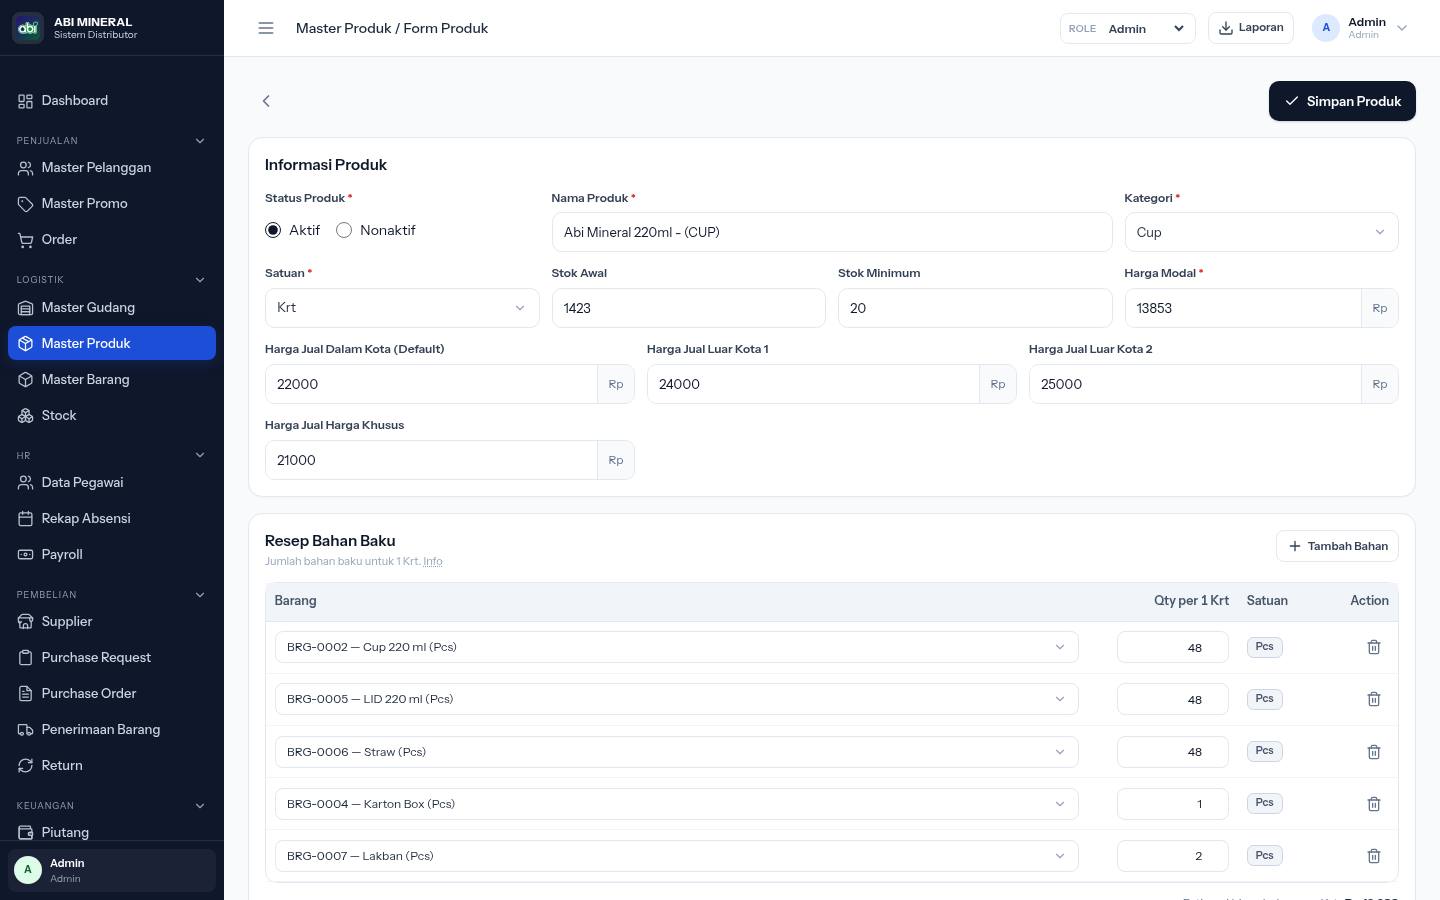 abi
ABI MINERAL
Sistem Distributor
Dashboard
PENJUALAN
Master Pelanggan
Master Promo
Order
LOGISTIK
Master Gudang
Master Produk
Master Barang
Stock
HR
Data Pegawai
Rekap Absensi
Payroll
PEMBELIAN
Supplier
Purchase Request
Purchase Order
Penerimaan Barang
Return
KEUANGAN
Piutang
A
Admin
Admin
Master Produk / Form Produk
ROLE Admin
Laporan
A
Admin
Admin
Simpan Produk
Informasi Produk
Status Produk *
Aktif Nonaktif
Nama Produk *
Abi Mineral 220ml - (CUP)
Kategori *
Cup
Satuan *
Krt
Stok Awal
1423
Stok Minimum
20
Harga Modal *
13853 Rp
Harga Jual Dalam Kota (Default)
22000 Rp
Harga Jual Luar Kota 1
24000 Rp
Harga Jual Luar Kota 2
25000 Rp
Harga Jual Harga Khusus
21000 Rp
Resep Bahan Baku
Jumlah bahan baku untuk 1 Krt. Info
Tambah Bahan
Barang Qty per 1 Krt Satuan Action
BRG-0002 — Cup 220 ml (Pcs) 48 Pcs
BRG-0005 — LID 220 ml (Pcs) 48 Pcs
BRG-0006 — Straw (Pcs) 48 Pcs
BRG-0004 — Karton Box (Pcs) 1 Pcs
BRG-0007 — Lakban (Pcs) 2 Pcs